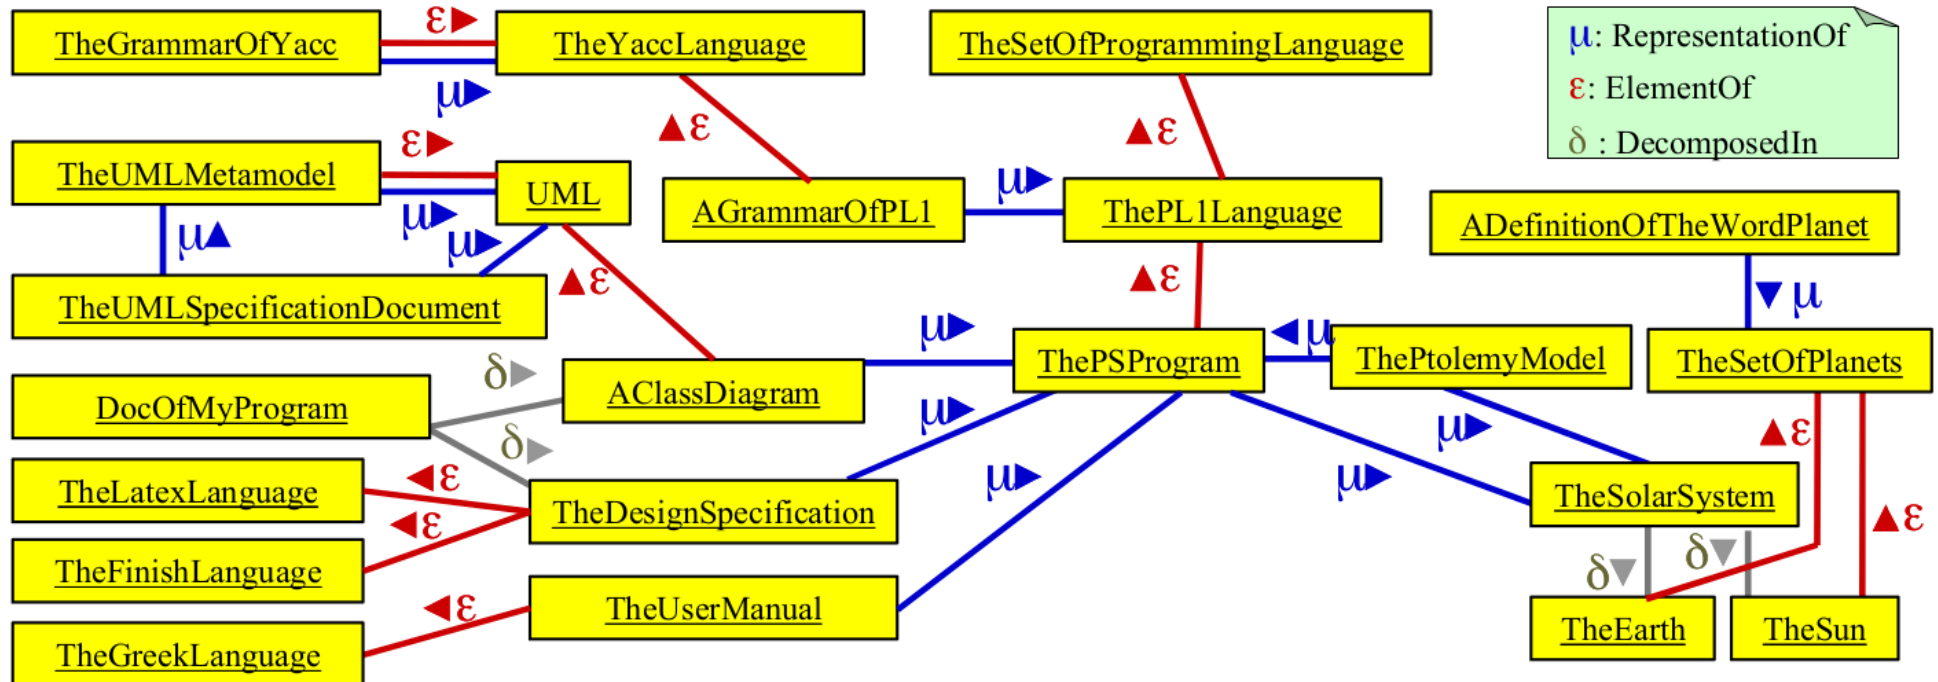 TheGrammarOfYacc
ε►
μ►
TheYaccLanguage
TheSetOfProgrammingLanguage
μ: RepresentationOf
ε: ElementOf
δ : DecomposedIn
▲ε
▲ε
TheUMLMetamodel
ε►
μ►
UML
AGrammarOfPL1
μ►
ThePL1Language
ADefinitionOfTheWordPlanet
μ▲
μ►
▲ε
▲ε
▼μ
TheUMLSpecificationDocument
μ►
ThePSProgram
◄μ
ThePtolemyModel
TheSetOfPlanets
DocOfMyProgram
δ►
AClassDiagram
δ►
μ►
μ►
▲ε
TheLatexLanguage
◄ε
◄ε
TheDesignSpecification
μ►
μ►
TheSolarSystem
▲ε
TheFinishLanguage
δ▼
δ▼
TheGreekLanguage
◄ε
TheUserManual
TheEarth
TheSun